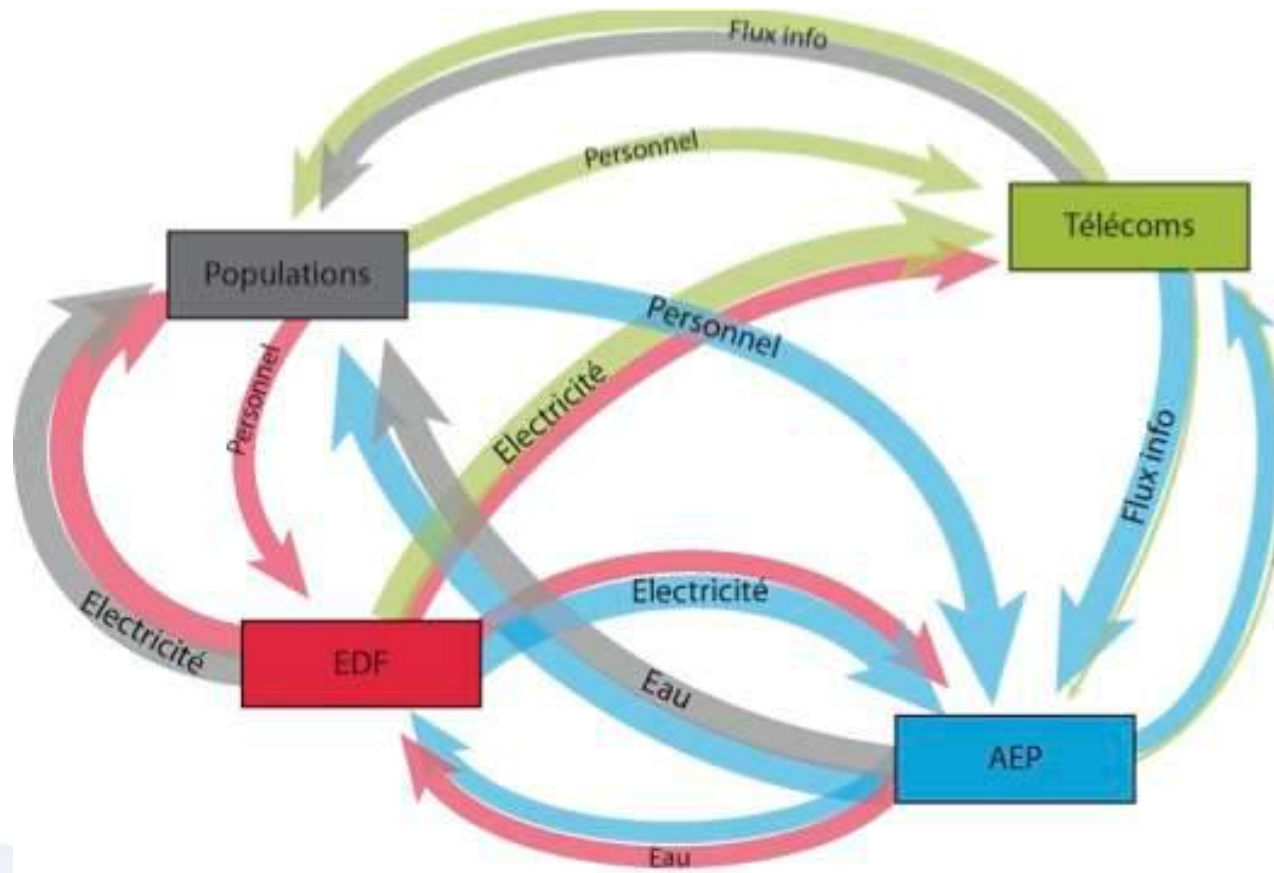 Flux info
Personnel
Télécoms
Populations
Personnel
Personnel
Electricité
Flux info
Electricité
Electricité
EDF
Eau
AEP
Eau